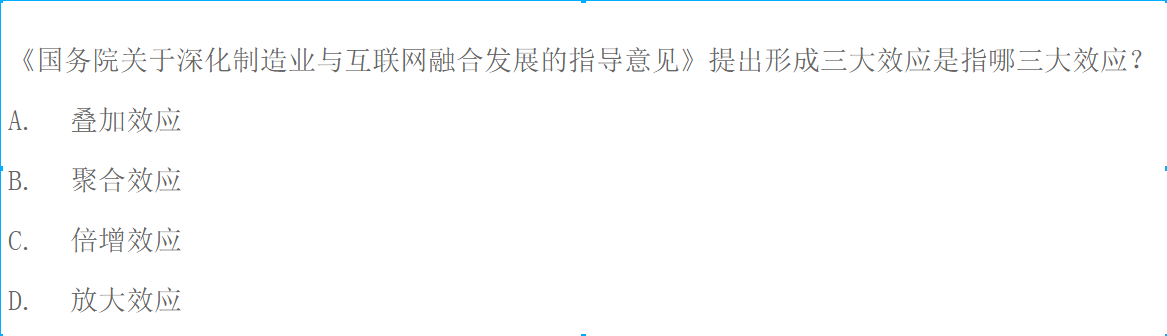 《国务院关于深化制造业与互联网融合发展的指导意见》提出形成三大效应是指哪三大效应?
A. 叠加效应
B. 聚合效应
C. 倍增效应
D. 放大效应